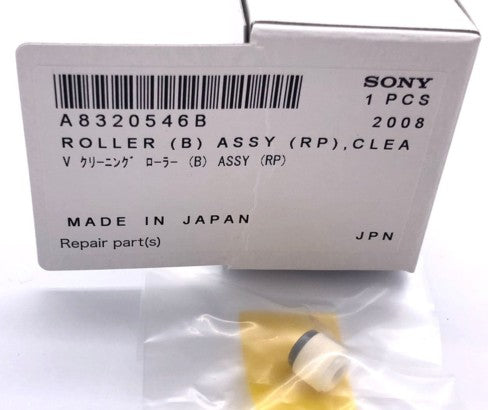 SONY
A8320546B 1 PCS
2008
ROLLER (B) ASSY (RP),CLEA
V ｸﾘｰﾆﾝｸﾞ ﾛｰﾗｰ (B) ASSY (RP)
MADE IN JAPAN
Repair part(s) JPN